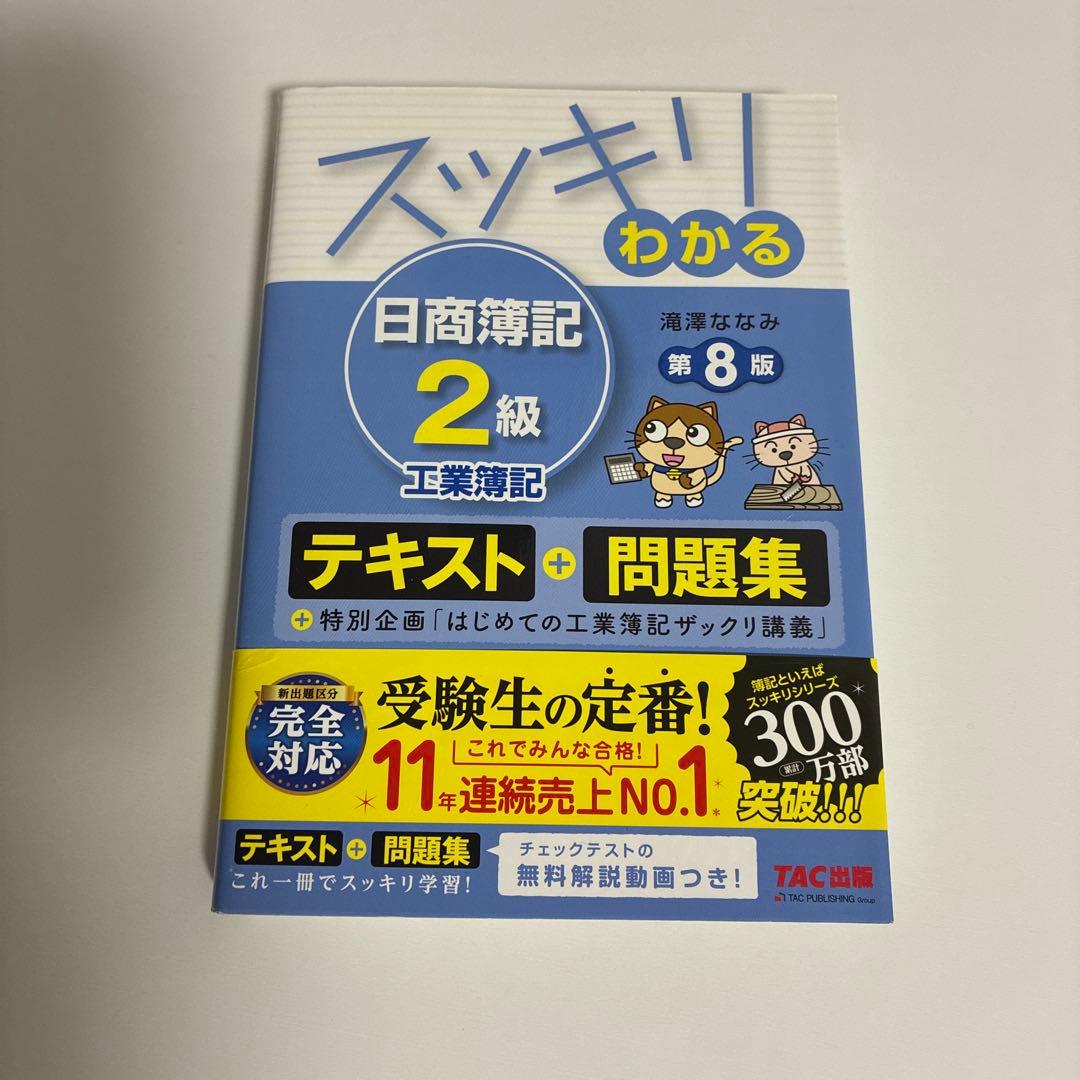 スッキリ
わかる
日商簿記
2級
工業簿記
滝澤ななみ
第8版
テキスト+問題集
+特別企画「はじめての工業簿記ザックリ講義」
新出題区分
完全
対応
受験生の定番!
これでみんな合格!
*11年連続売上NO.1*
簿記といえば
スッキリシリーズ
累計300万部
突破!!!
テキスト+問題集
これ一冊でスッキリ学習!
チェックテストの
無料解説動画つき!
TAC出版
TAC PUBLISHING Group